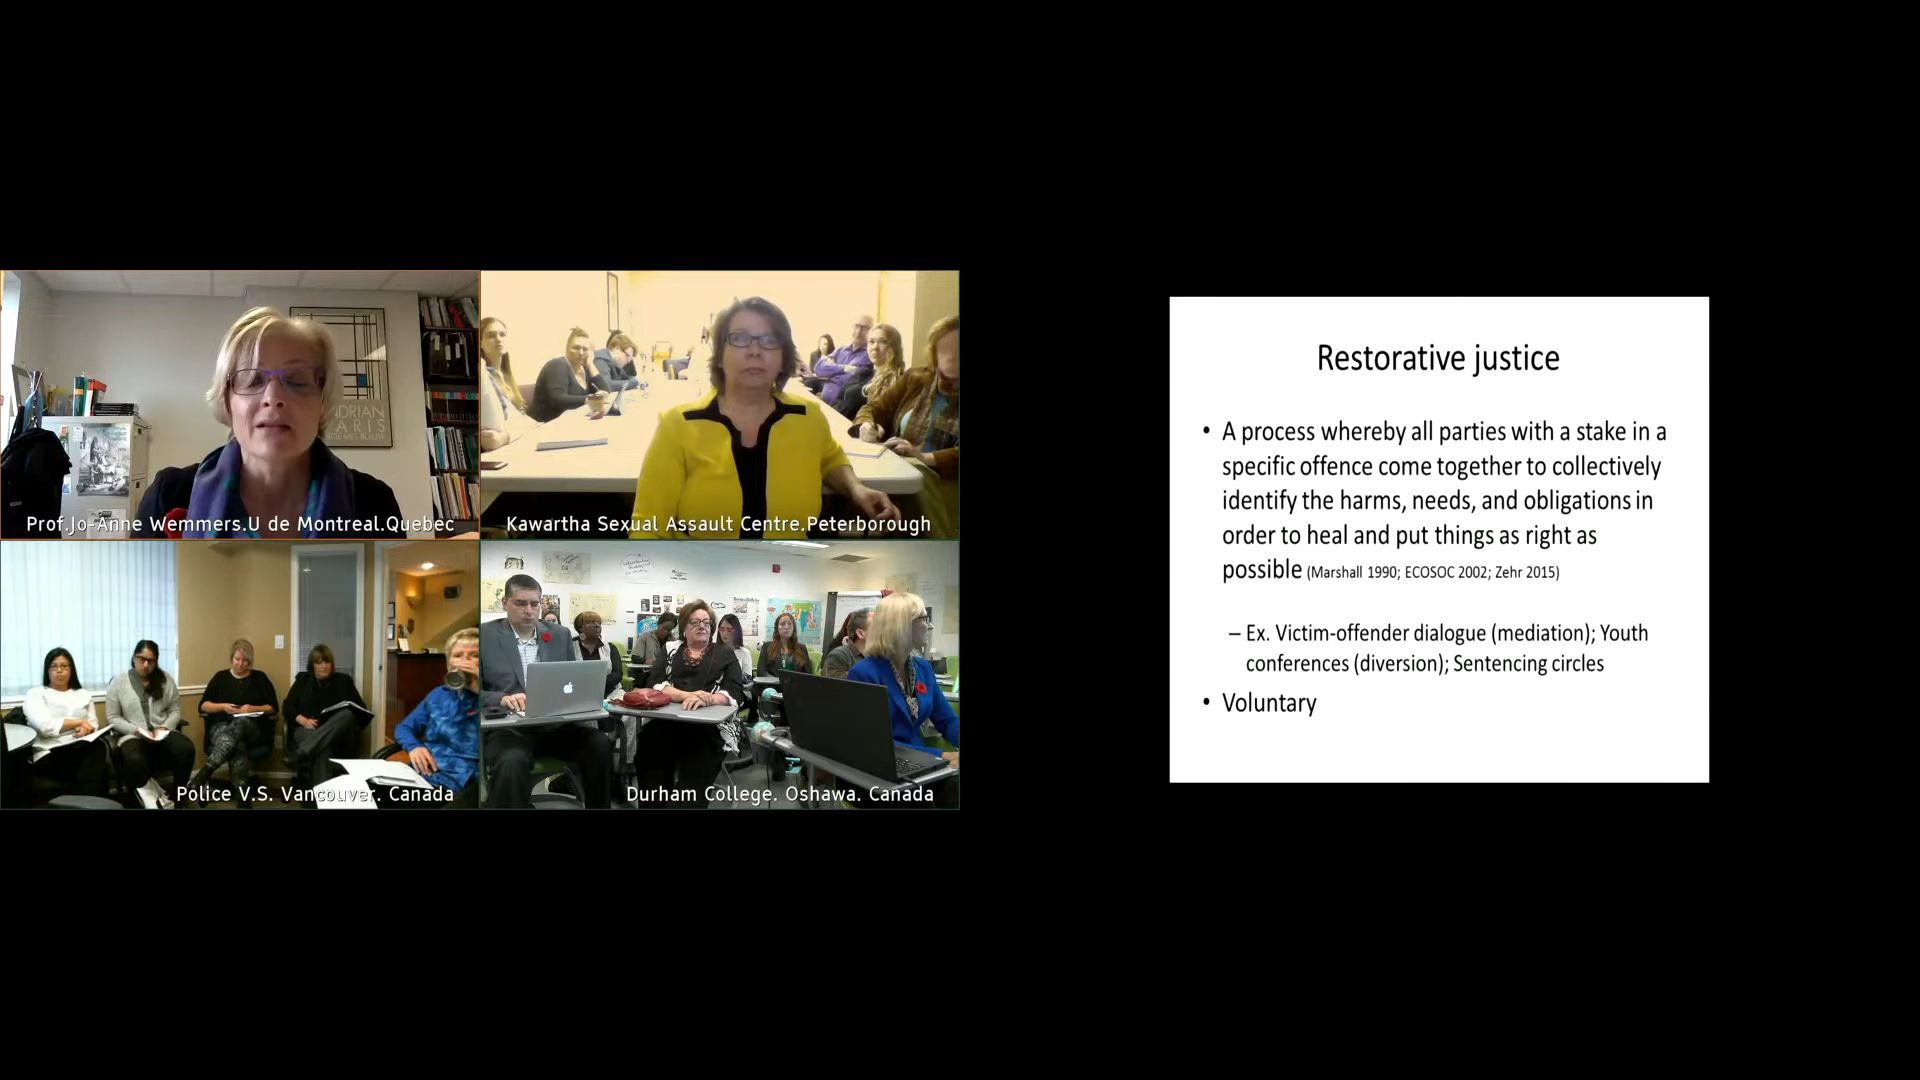 NDRIAN
ARIS
Prof.Jo-Anne Wemmers.U de Montreal.Quebec
Kawartha Sexual Assault Centre.Peterborough
Police V.S. Vancouver. Canada
Durham College. Oshawa. Canada
Restorative justice
• A process whereby all parties with a stake in a
specific offence come together to collectively
identify the harms, needs, and obligations in
order to heal and put things as right as
possible (Marshall 1990; ECOSOC 2002; Zehr 2015)
– Ex. Victim-offender dialogue (mediation); Youth
conferences (diversion); Sentencing circles
• Voluntary